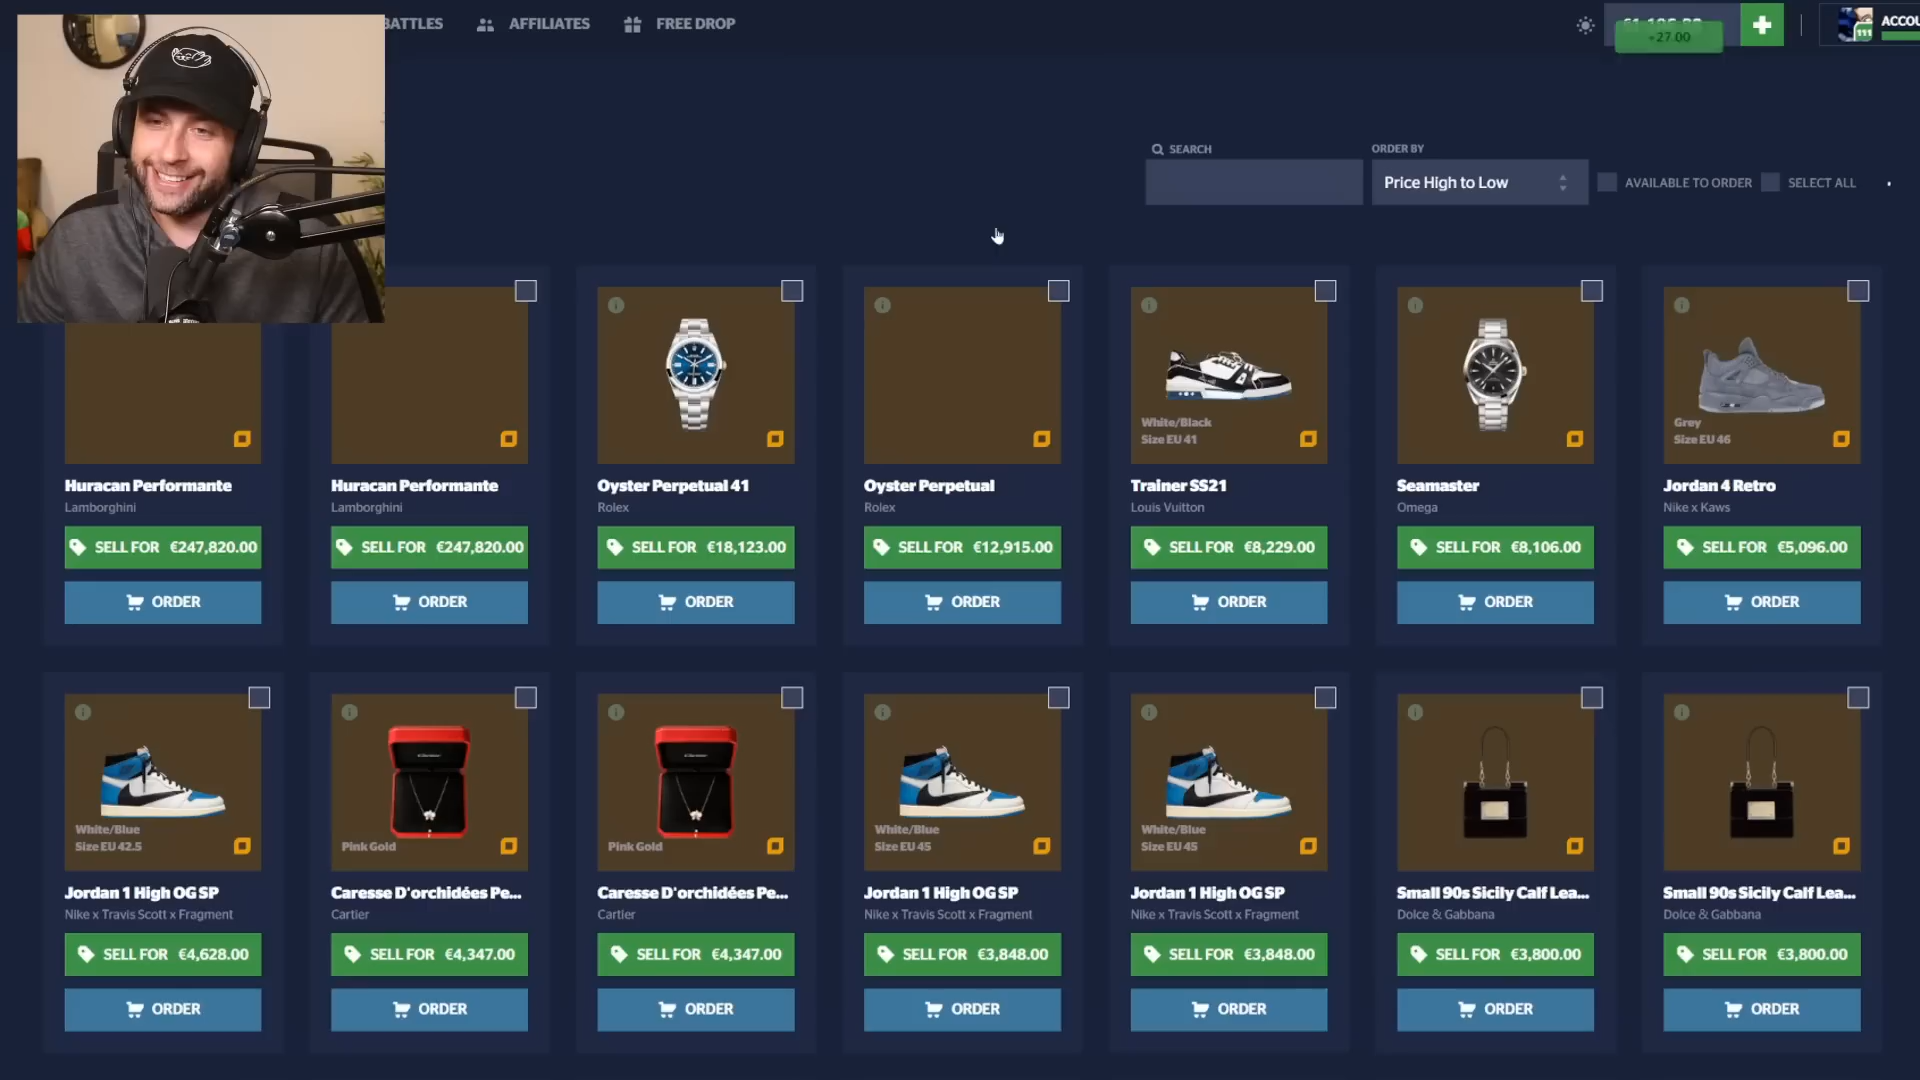 BATTLES
AFFILIATES
FREE DROP
+27.00
111
ACCOU
SEARCH
ORDER BY
Price High to Low
AVAILABLE TO ORDER
SELECT ALL
White/Black
Size EU 41
Grey
Size EU 46
Huracan Performante
Huracan Performante
Oyster Perpetual 41
Oyster Perpetual
Trainer SS21
Seamaster
Jordan 4 Retro
Lamborghini
Lamborghini
Rolex
Rolex
Louis Vuitton
Omega
Nike x Kaws
SELL FOR €247,820.00
SELL FOR €247,820.00
SELL FOR €18,123.00
SELL FOR €12,915.00
SELL FOR €8,229.00
SELL FOR €8,106.00
SELL FOR €5,096.00
ORDER
ORDER
ORDER
ORDER
ORDER
ORDER
ORDER
White/Blue
Size EU 42.5
Pink Gold
Pink Gold
White/Blue
Size EU 45
White/Blue
Size EU 45
Jordan 1 High OG SP
Caresse D'orchidées Pe...
Caresse D'orchidées Pe...
Jordan 1 High OG SP
Jordan 1 High OG SP
Small 90s Sicily Calf Lea...
Small 90s Sicily Calf Lea...
Nike x Travis Scott x Fragment
Cartier
Cartier
Nike x Travis Scott x Fragment
Nike x Travis Scott x Fragment
Dolce & Gabbana
Dolce & Gabbana
SELL FOR €4,628.00
SELL FOR €4,347.00
SELL FOR €4,347.00
SELL FOR €3,848.00
SELL FOR €3,848.00
SELL FOR €3,800.00
SELL FOR €3,800.00
ORDER
ORDER
ORDER
ORDER
ORDER
ORDER
ORDER